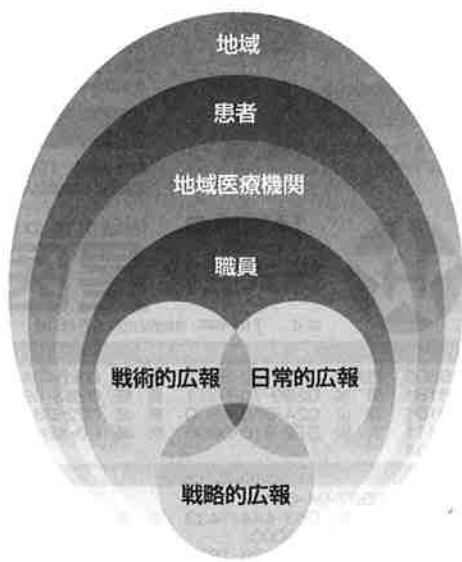 地域
患者
地域医療機関
職員
戦術的広報
日常的広報
戦略的広報